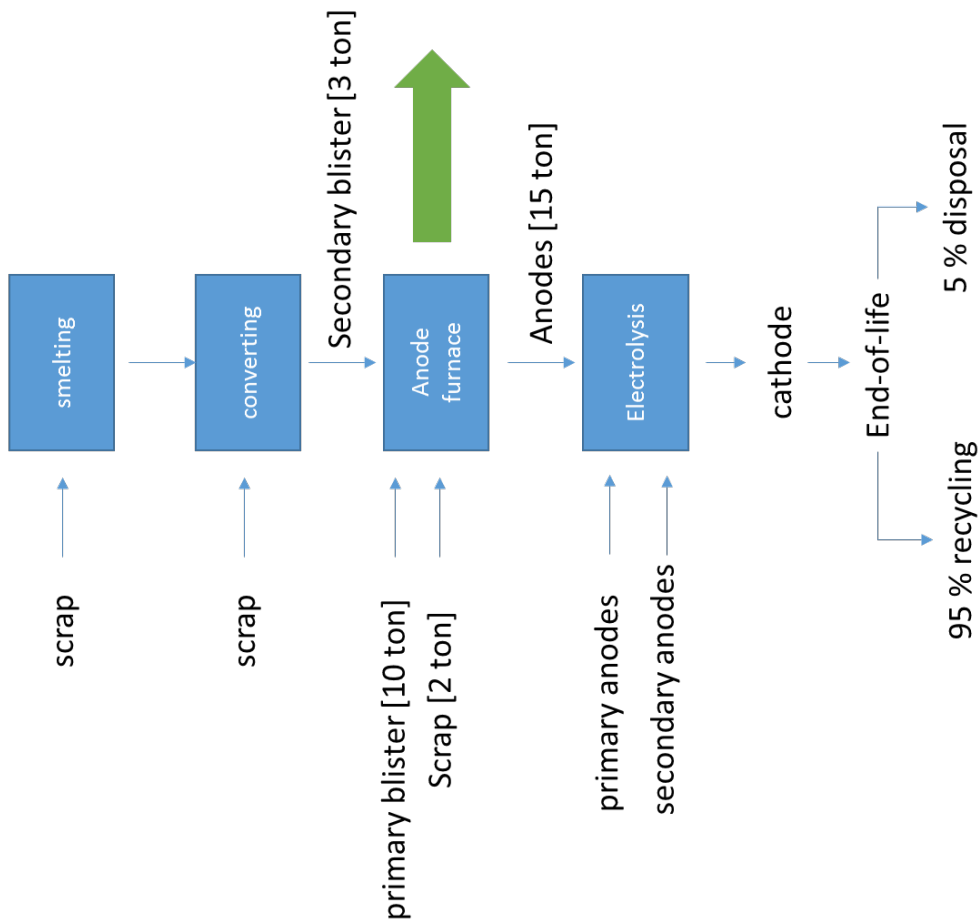 scrap
smelting
scrap
converting
Secondary blister [3 ton]
primary blister [10 ton]
Scrap [2 ton]
Anode
furnace
Anodes [15 ton]
primary anodes
secondary anodes
Electrolysis
cathode
End-of-life
95 % recycling
5 % disposal